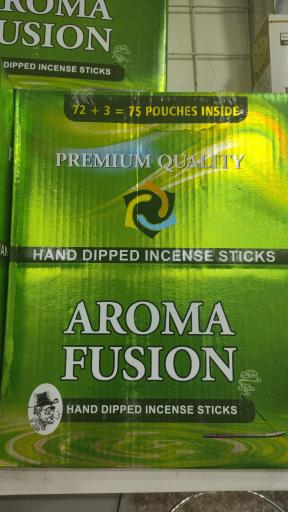 AROMA
FUSION
DIPPED INCENSE STICKS
72 + 3 = 75 POUCHES INSIDE
PREMIUM QUALITY
HAND DIPPED INCENSE STICKS
AROMA
FUSION
HAND DIPPED INCENSE STICKS